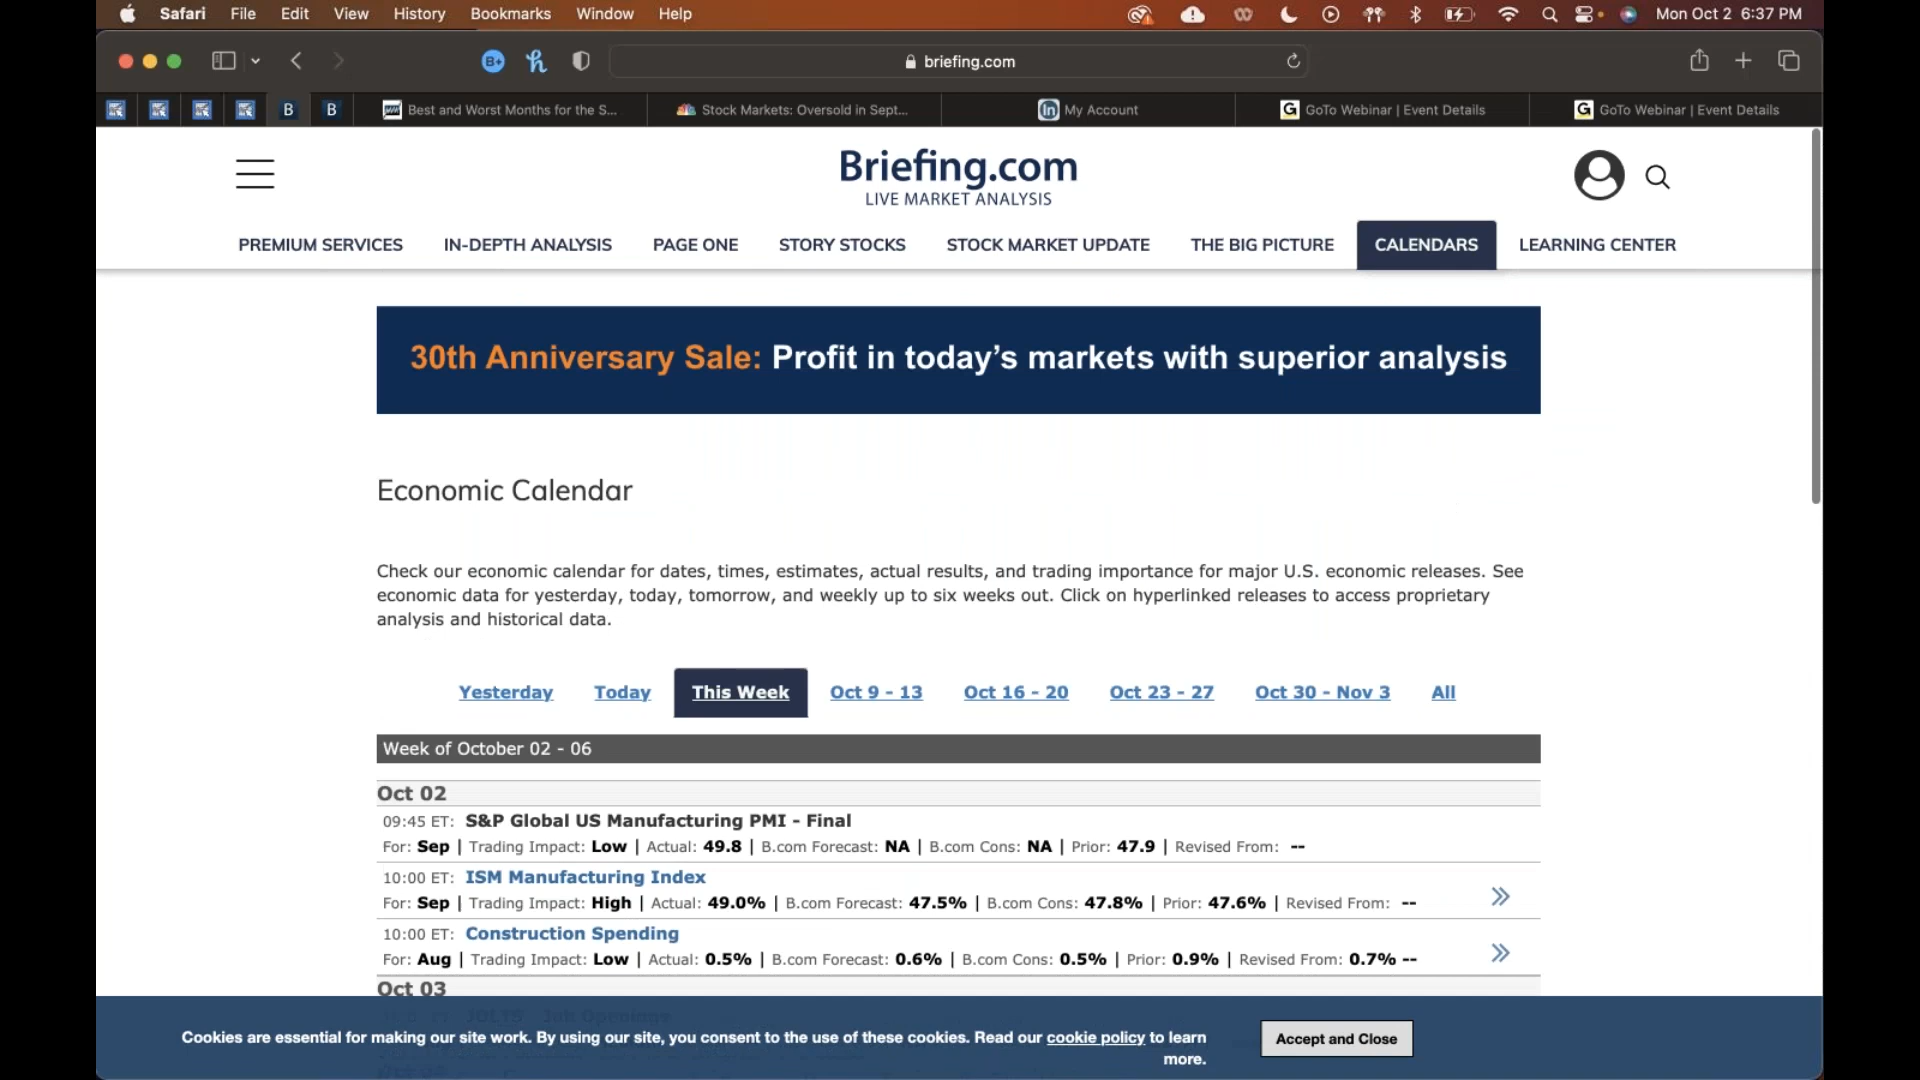 Safari File Edit View History Bookmarks Window Help Mon Oct 2 6:37 PM
B+ h briefing.com
B B Best and Worst Months for the S... Stock Markets: Oversold in Sept... In My Account G GoTo Webinar | Event Details G GoTo Webinar | Event Details
Briefing.com
LIVE MARKET ANALYSIS
PREMIUM SERVICES IN-DEPTH ANALYSIS PAGE ONE STORY STOCKS STOCK MARKET UPDATE THE BIG PICTURE CALENDARS LEARNING CENTER
30th Anniversary Sale: Profit in today’s markets with superior analysis
Economic Calendar
Check our economic calendar for dates, times, estimates, actual results, and trading importance for major U.S. economic releases. See
economic data for yesterday, today, tomorrow, and weekly up to six weeks out. Click on hyperlinked releases to access proprietary
analysis and historical data.
Yesterday Today This Week Oct 9 - 13 Oct 16 - 20 Oct 23 - 27 Oct 30 - Nov 3 All
Week of October 02 - 06
Oct 02
09:45 ET: S&P Global US Manufacturing PMI - Final
For: Sep | Trading Impact: Low | Actual: 49.8 | B.com Forecast: NA | B.com Cons: NA | Prior: 47.9 | Revised From: --
10:00 ET: ISM Manufacturing Index
For: Sep | Trading Impact: High | Actual: 49.0% | B.com Forecast: 47.5% | B.com Cons: 47.8% | Prior: 47.6% | Revised From: --
10:00 ET: Construction Spending
For: Aug | Trading Impact: Low | Actual: 0.5% | B.com Forecast: 0.6% | B.com Cons: 0.5% | Prior: 0.9% | Revised From: 0.7% --
Oct 03
Cookies are essential for making our site work. By using our site, you consent to the use of these cookies. Read our cookie policy to learn
more.
Accept and Close